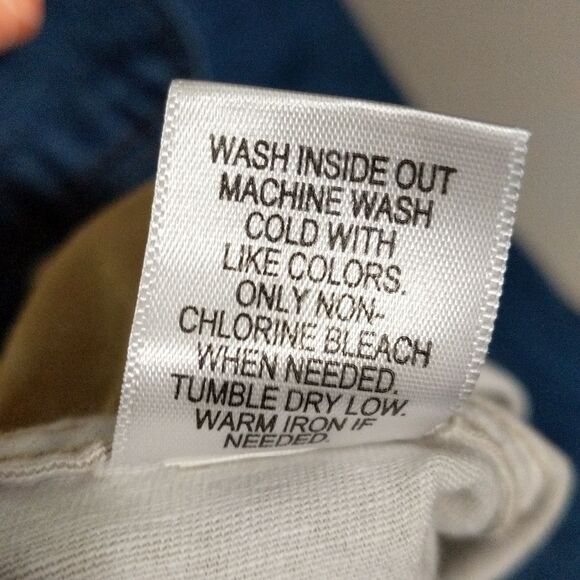 WASH INSIDE OUT
MACHINE WASH
COLD WITH
LIKE COLORS.
ONLY NON-
CHLORINE BLEACH
WHEN NEEDED.
TUMBLE DRY LOW.
WARM IRON IF
NEEDED.